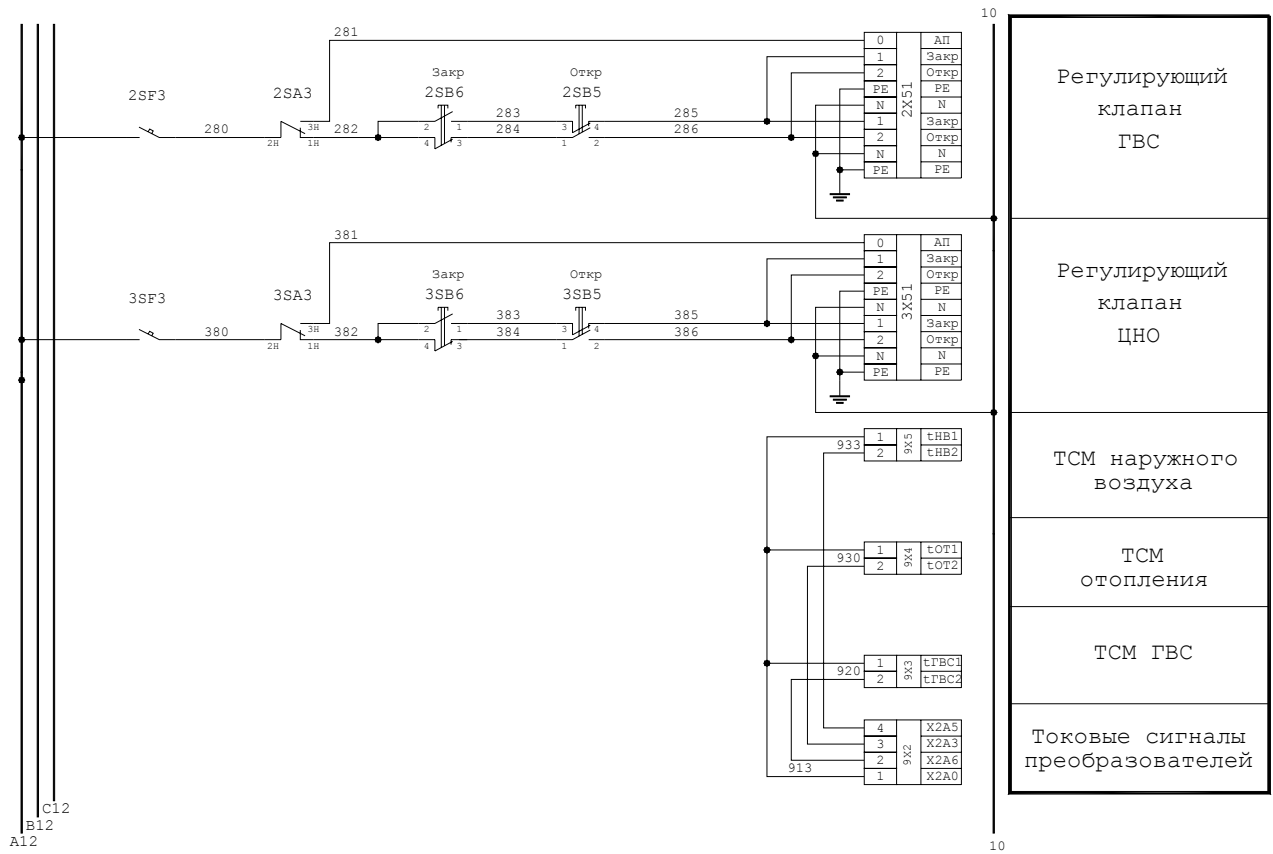 10
281
0 АП
1 Закр
2 Откр
PE PE
N N
1 Закр
2 Откр
N N
PE PE
2X51
Закр
2SB6
Откр
2SB5
2SF3
2SA3
280
2Н
3Н
1Н
282
2
1
4
3
283
284
3
4
1
2
285
286
Регулирующий
клапан
ГВС
381
0 АП
1 Закр
2 Откр
PE PE
N N
1 Закр
2 Откр
N N
PE PE
3X51
Закр
3SB6
Откр
3SB5
3SF3
3SA3
380
2Н
3Н
1Н
382
2
1
4
3
383
384
3
4
1
2
385
386
Регулирующий
клапан
ЦНО
933
1 tНВ1
2 tНВ2
9X5
ТСМ наружного
воздуха
930
1 tОТ1
2 tОТ2
9X4
ТСМ
отопления
920
1 tГВС1
2 tГВС2
9X3
ТСМ ГВС
913
4 X2A5
3 X2A3
2 X2A6
1 X2A0
9X2
Токовые сигналы
преобразователей
C12
B12
A12
10